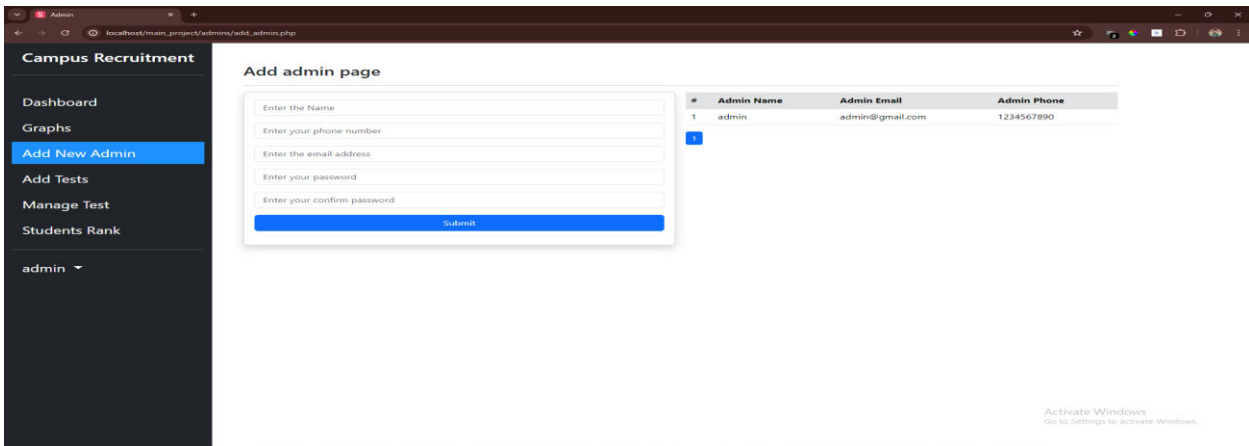 Admin
localhost/main_project/admins/add_admin.php
Campus Recruitment
Dashboard
Graphs
Add New Admin
Add Tests
Manage Test
Students Rank
admin
Add admin page
Enter the Name
Enter your phone number
Enter the email address
Enter your password
Enter your confirm password
Submit
# Admin Name Admin Email Admin Phone
1 admin admin@gmail.com 1234567890
1
Activate Windows
Go to Settings to activate Windows.